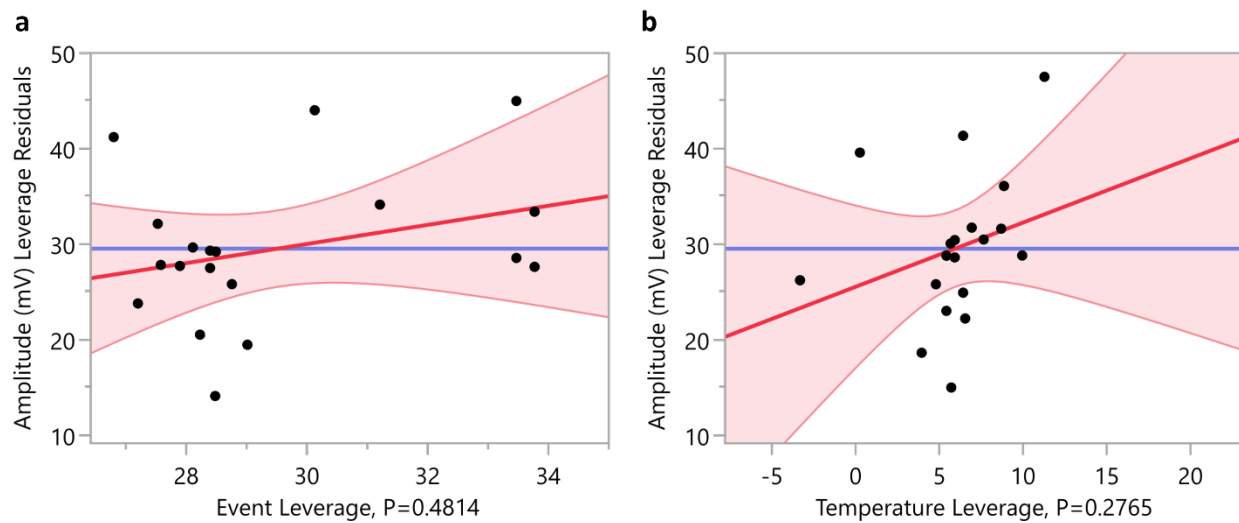 a
Amplitude (mV) Leverage Residuals
50
40
30
20
10
28 30 32 34
Event Leverage, P=0.4814
b
Amplitude (mV) Leverage Residuals
50
40
30
20
10
-5 0 5 10 15 20
Temperature Leverage, P=0.2765